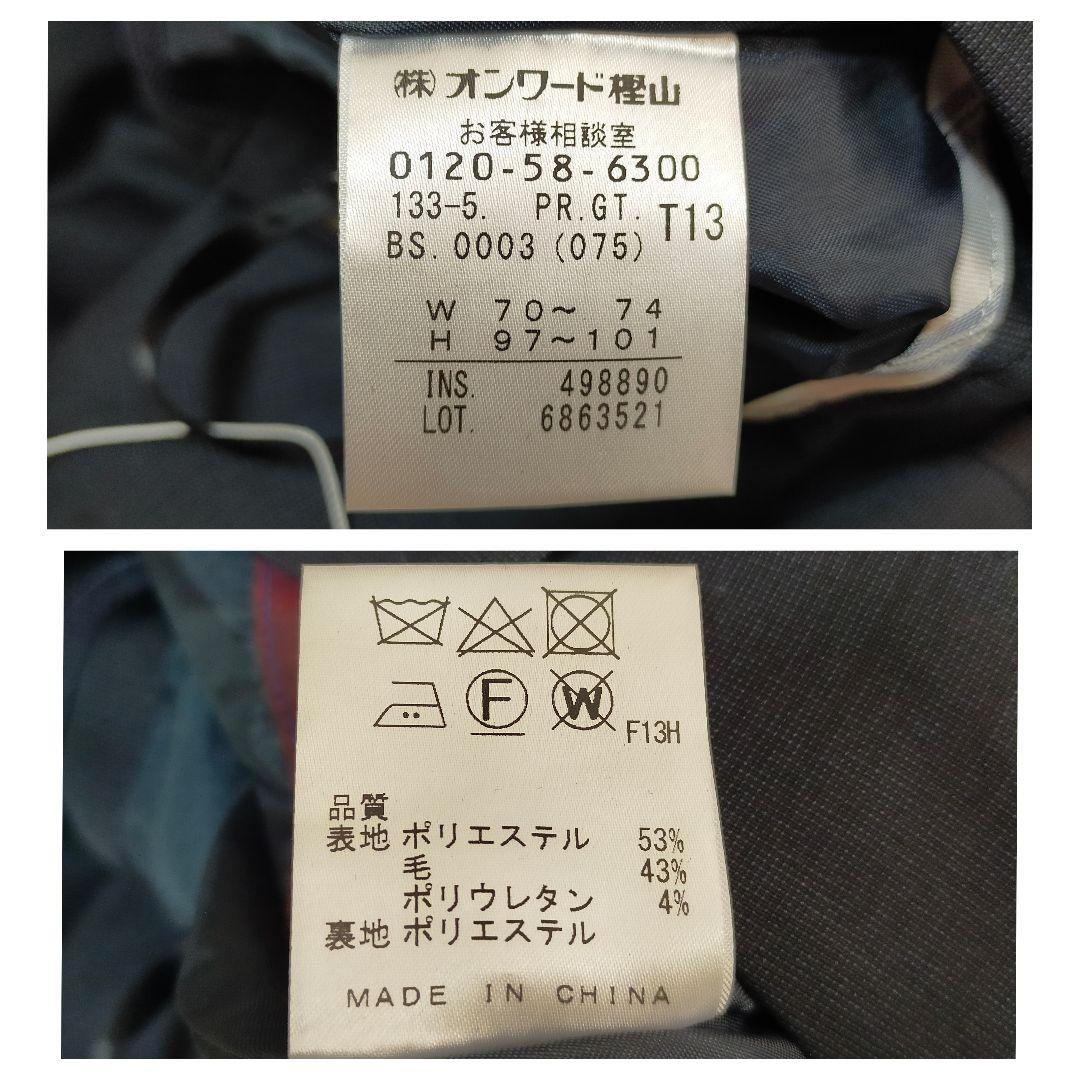 (株)オンワード樫山
お客様相談室
0120-58-6300
133-5. PR.GT. T13
BS.0003(075)
W 70～ 74
H 97～101
INS. 498890
LOT. 6863521
F
W
F13H
品質
表地 ポリエステル 53%
毛 43%
ポリウレタン 4%
裏地 ポリエステル
MADE IN CHINA